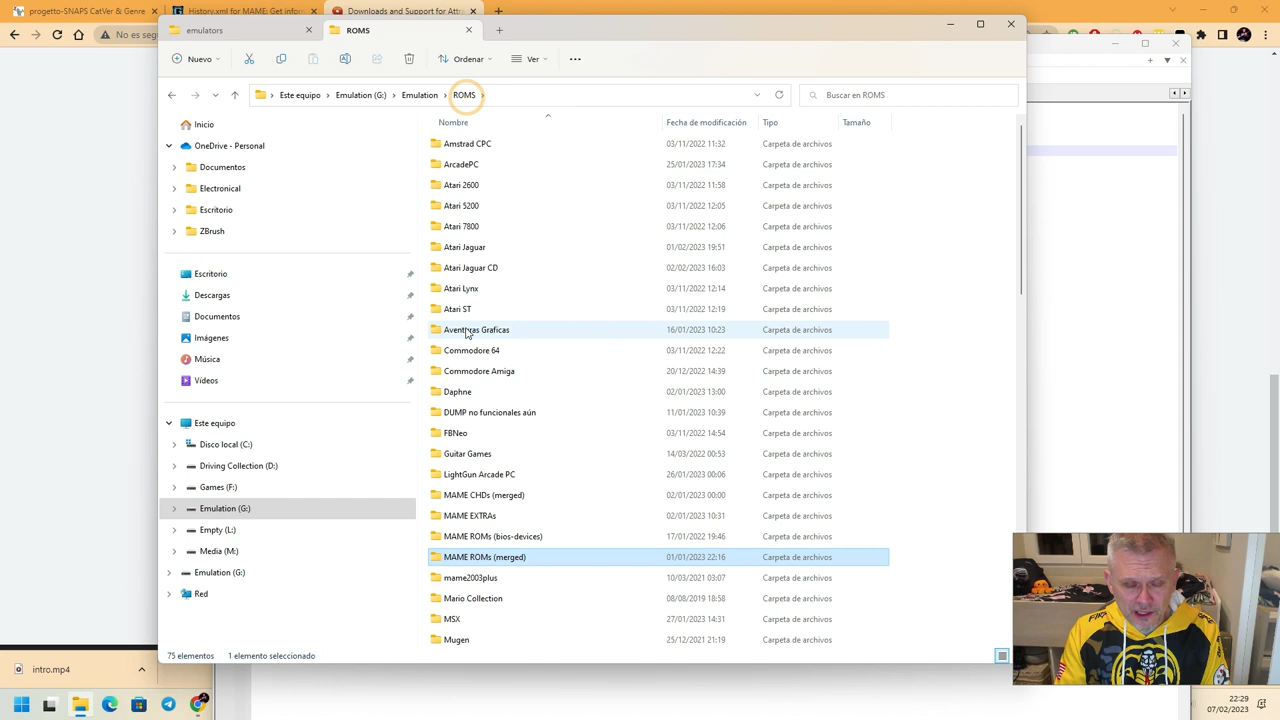 progetto-SNAPS CatVer & Genre
History.xml for MAME: Get inform
Downloads and Support for Attra
No es segu
emulators
ROMS
Nuevo
Ordenar
Ver
Este equipo > Emulation (G:) > Emulation > ROMS
Buscar en ROMS
Nombre Fecha de modificación Tipo Tamaño
Inicio
OneDrive - Personal
Documentos
Electronical
Escritorio
ZBrush
Escritorio
Descargas
Documentos
Imágenes
Música
Vídeos
Este equipo
Disco local (C:)
Driving Collection (D:)
Games (F:)
Emulation (G:)
Empty (L:)
Media (M:)
Emulation (G:)
Red
Amstrad CPC 03/11/2022 11:32 Carpeta de archivos
ArcadePC 25/01/2023 17:34 Carpeta de archivos
Atari 2600 03/11/2022 11:58 Carpeta de archivos
Atari 5200 03/11/2022 12:05 Carpeta de archivos
Atari 7800 03/11/2022 12:06 Carpeta de archivos
Atari Jaguar 01/02/2023 19:51 Carpeta de archivos
Atari Jaguar CD 02/02/2023 16:03 Carpeta de archivos
Atari Lynx 03/11/2022 12:14 Carpeta de archivos
Atari ST 03/11/2022 12:19 Carpeta de archivos
Aventuras Graficas 16/01/2023 10:23 Carpeta de archivos
Commodore 64 03/11/2022 12:22 Carpeta de archivos
Commodore Amiga 20/12/2022 14:39 Carpeta de archivos
Daphne 02/01/2023 13:00 Carpeta de archivos
DUMP no funcionales aún 11/01/2023 10:39 Carpeta de archivos
FBNeo 03/11/2022 14:54 Carpeta de archivos
Guitar Games 14/03/2022 00:53 Carpeta de archivos
LightGun Arcade PC 26/01/2023 00:06 Carpeta de archivos
MAME CHDs (merged) 02/01/2023 00:00 Carpeta de archivos
MAME EXTRAs 02/01/2023 10:31 Carpeta de archivos
MAME ROMs (bios-devices) 17/01/2022 19:46 Carpeta de archivos
MAME ROMs (merged) 01/01/2023 22:16 Carpeta de archivos
mame2003plus 10/03/2021 03:07 Carpeta de archivos
Mario Collection 08/08/2019 18:58 Carpeta de archivos
MSX 27/01/2023 14:31 Carpeta de archivos
Mugen 25/12/2021 21:19 Carpeta de archivos
75 elementos 1 elemento seleccionado
intro.mp4
22:29
07/02/2023